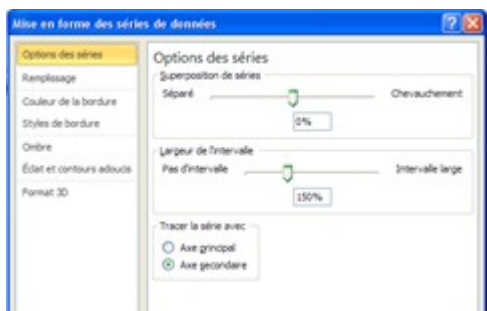 Mise en forme des séries de données
Options des séries
Remplissage
Couleur de la bordure
Styles de bordure
Ombre
Éclat et contours adoucis
Format 3D
Options des séries
Superposition de séries
Séparé
Chevauchement
0%
Largeur de l'intervalle
Pas d'intervalle
Intervalle large
150%
Tracer la série avec
Axe principal
Axe secondaire